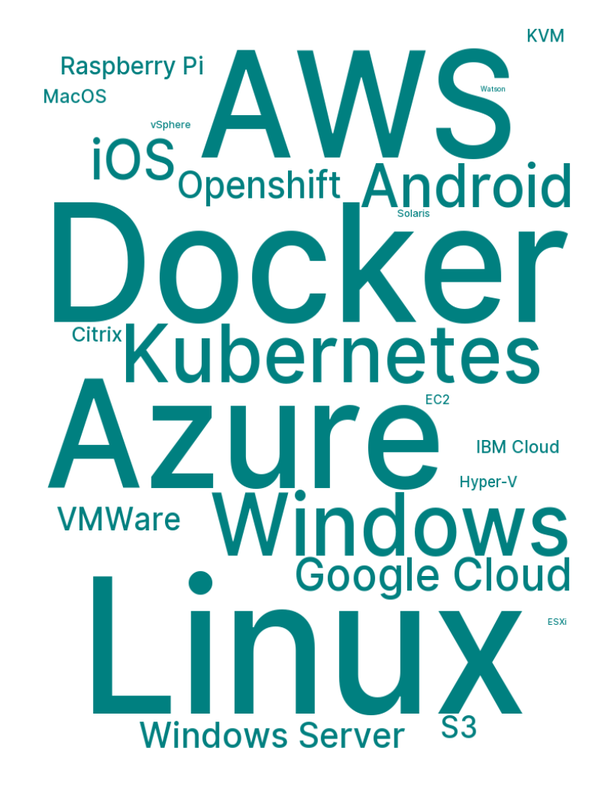 KVM
Raspberry Pi
AWS
Watson
MacOS
vSphere
iOS
Openshift
Android
Solaris
Docker
Citrix
Kubernetes
Azure
EC2
IBM Cloud
Hyper-V
VMWare
Windows
Google Cloud
Linux
ESXi
Windows Server
S3